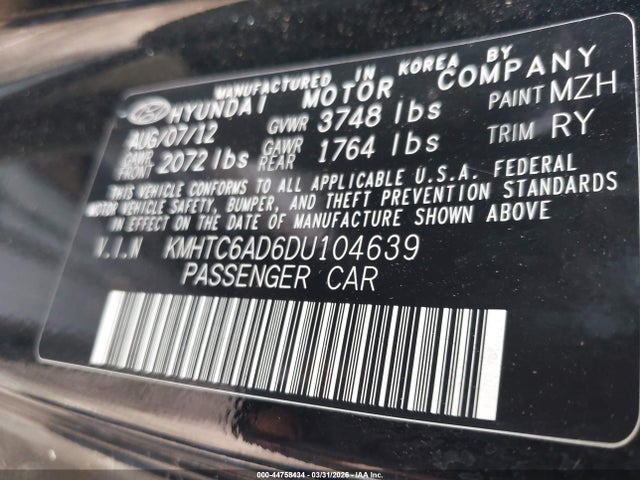 MANUFACTURED IN KOREA BY
HYUNDAI MOTOR COMPANY
AUG/07/12 GVWR 3748 lbs PAINT MZH
GAWR FRONT 2072 lbs GAWR REAR 1764 lbs TRIM RY
THIS VEHICLE CONFORMS TO ALL APPLICABLE U.S.A. FEDERAL
MOTOR VEHICLE SAFETY, BUMPER, AND THEFT PREVENTION STANDARDS
IN EFFECT ON THE DATE OF MANUFACTURE SHOWN ABOVE
V.I.N KMHTC6AD6DU104639
PASSENGER CAR
000-44758434 - 03/31/2026 - IAA Inc.